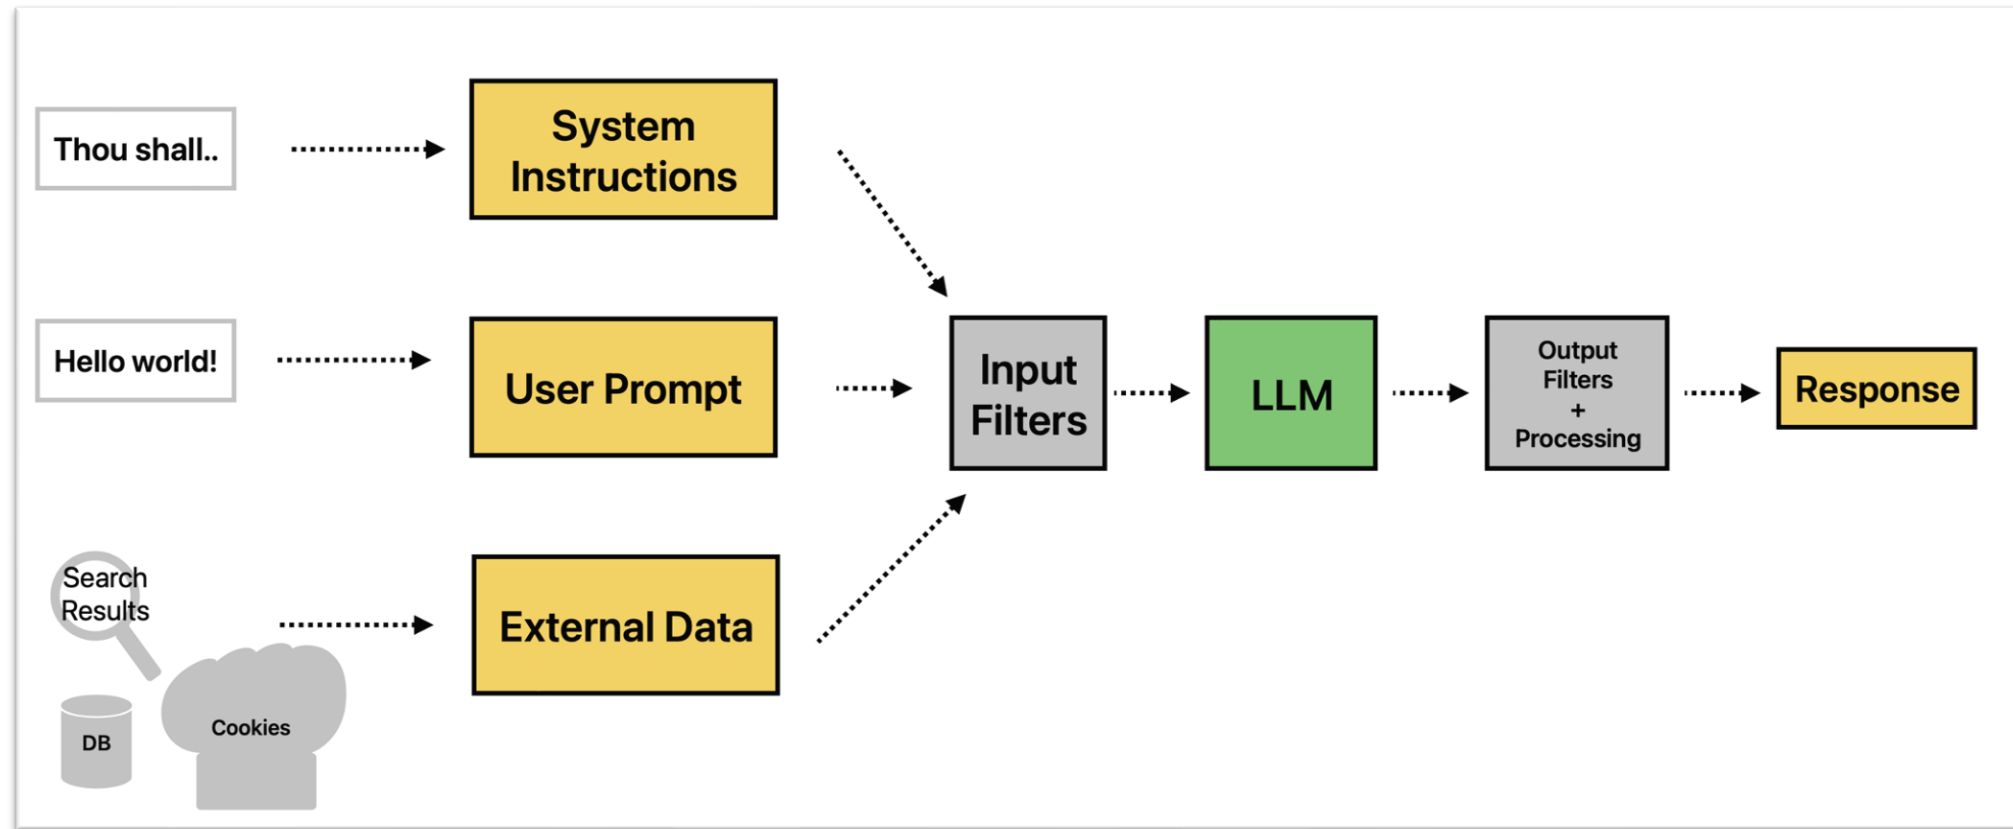 Thou shall..
System
Instructions
Hello world!
User Prompt
Input
Filters
LLM
Output
Filters
+
Processing
Response
Search
Results
External Data
DB
Cookies